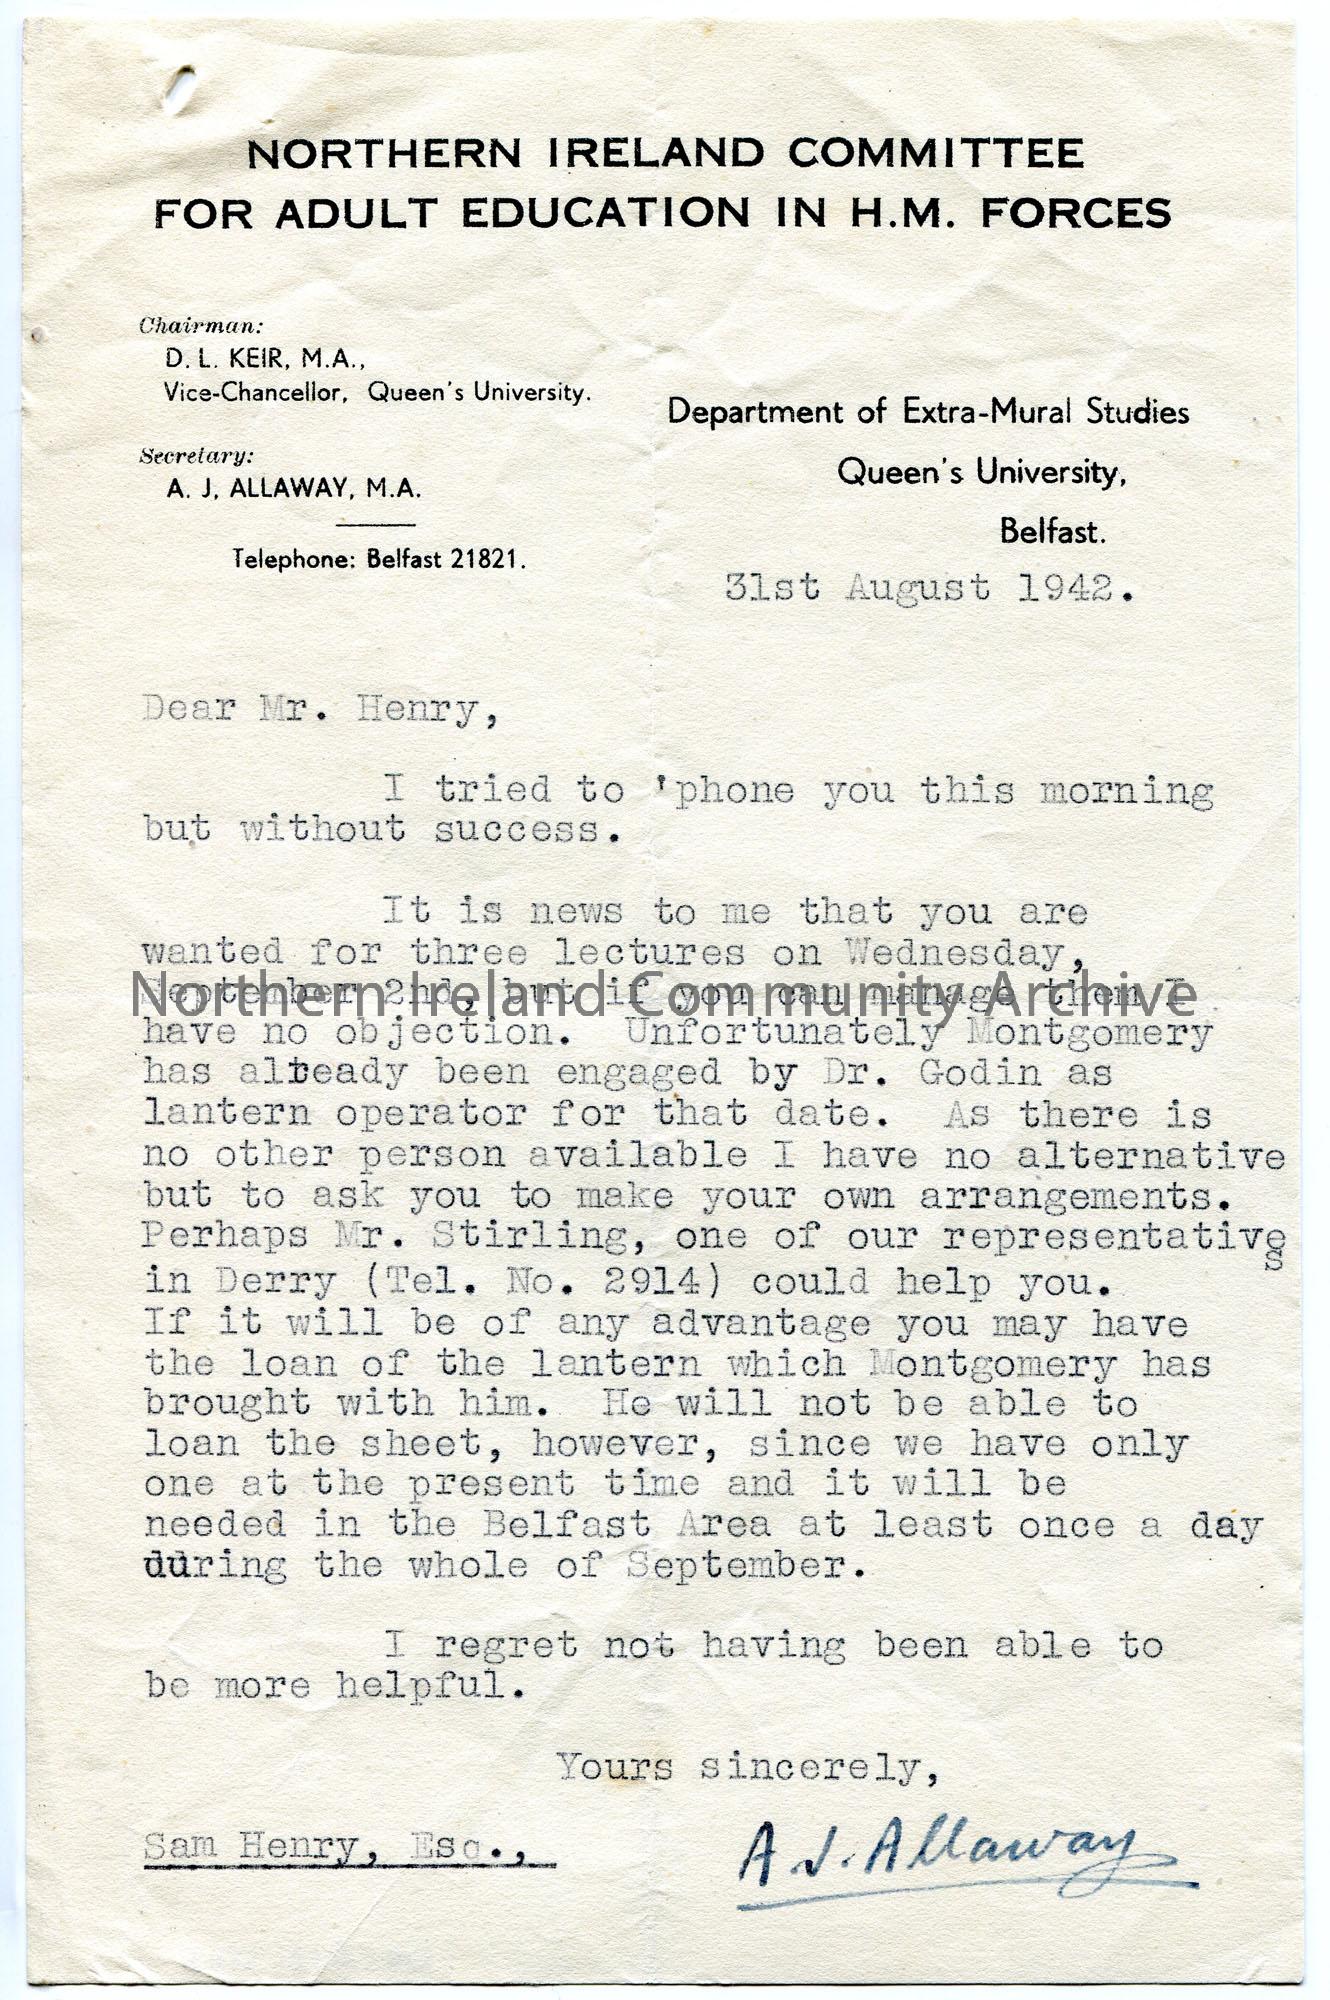 NORTHERN IRELAND COMMITTEE
FOR ADULT EDUCATION IN H.M. FORCES
Chairman:
D. L. KEIR, M.A.,
Vice-Chancellor, Queen's University.
Secretary:
A. J. ALLAWAY, M.A.
Telephone: Belfast 21821.
Department of Extra-Mural Studies
Queen's University,
Belfast.
31st August 1942.
Dear Mr. Henry,
I tried to 'phone you this morning
but without success.
It is news to me that you are
wanted for three lectures on Wednesday,
September 2nd, but if you can manage them I
Northern Ireland Community Archive
have no objection. Unfortunately Montgomery
has already been engaged by Dr. Godin as
lantern operator for that date. As there is
no other person available I have no alternative
but to ask you to make your own arrangements.
Perhaps Mr. Stirling, one of our representatives
in Derry (Tel. No. 2914) could help you.
If it will be of any advantage you may have
the loan of the lantern which Montgomery has
brought with him. He will not be able to
loan the sheet, however, since we have only
one at the present time and it will be
needed in the Belfast Area at least once a day
during the whole of September.
I regret not having been able to
be more helpful.
Yours sincerely,
Sam Henry, Esq.,
A. J. Allaway